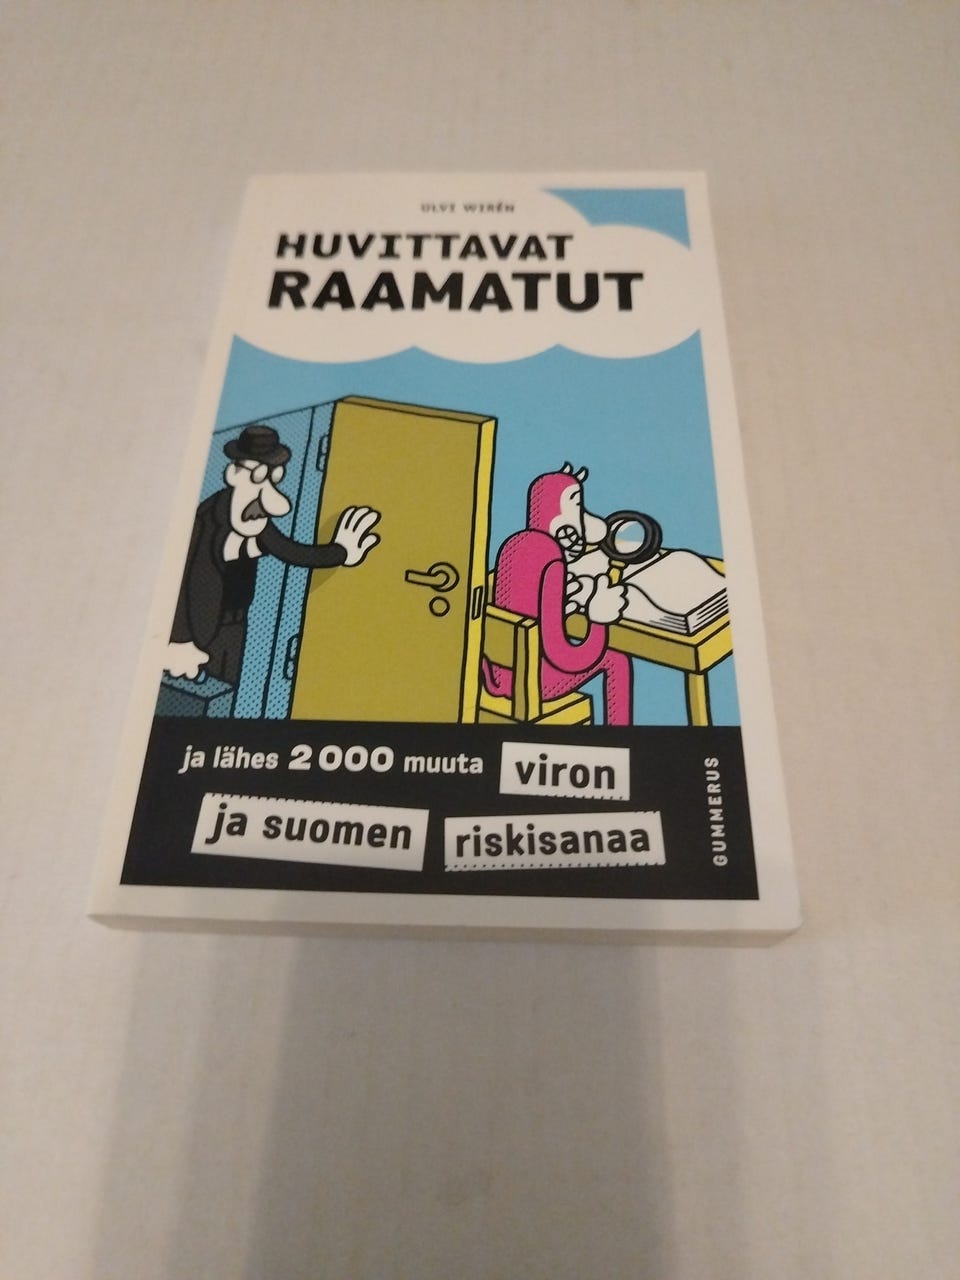 ULVI WIRÉN
HUVITTAVAT
RAAMATUT
ja lähes 2000 muuta viron
ja suomen riskisanaa
GUMMERUS